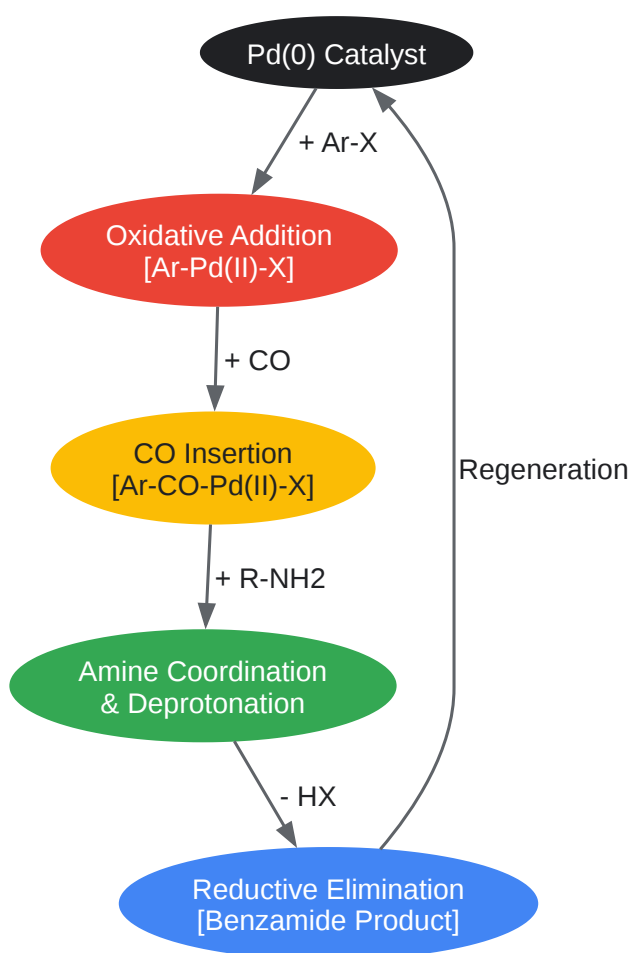 Pd(0) Catalyst
+ Ar-X
Oxidative Addition
[Ar-Pd(II)-X]
+ CO
CO Insertion
[Ar-CO-Pd(II)-X]
Regeneration
+ R-NH2
Amine Coordination
& Deprotonation
- HX
Reductive Elimination
[Benzamide Product]